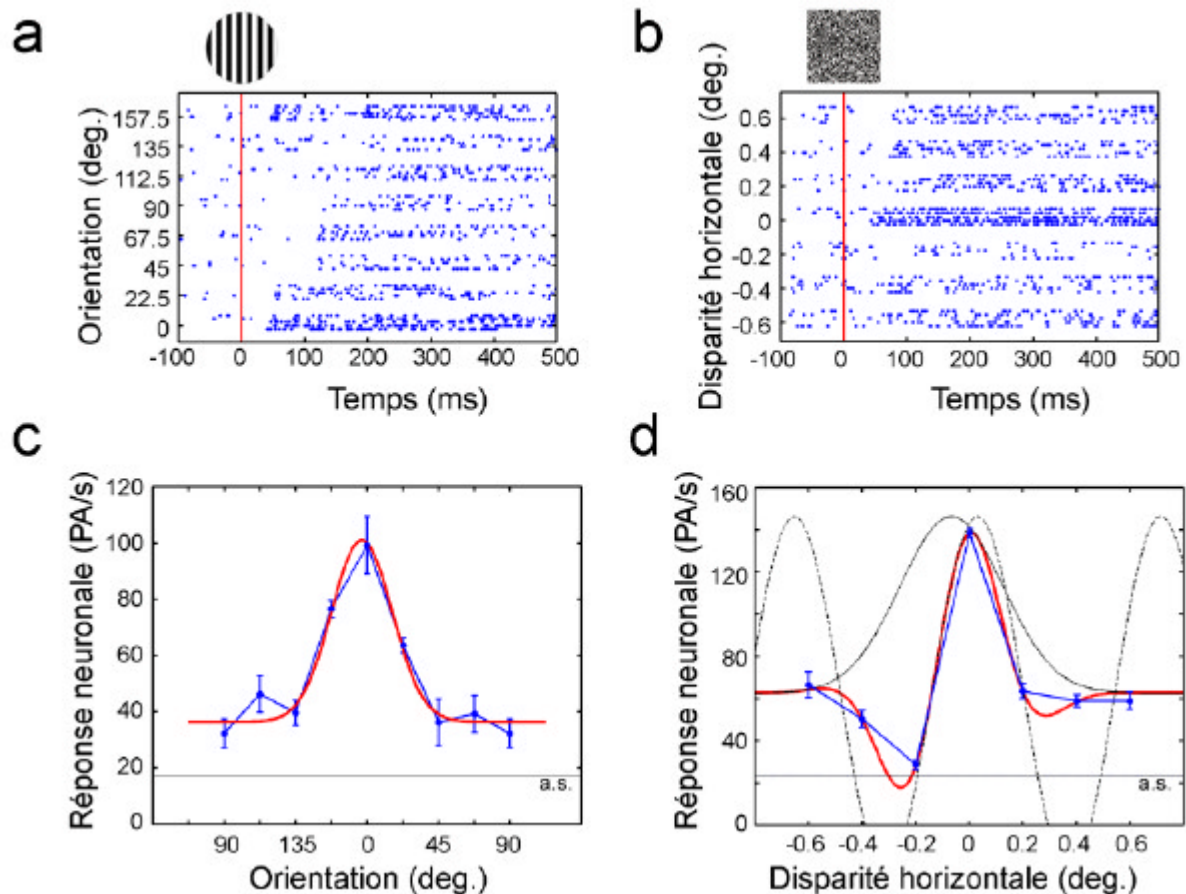 a
Orientation (deg.)
157.5
135
112.5
90
67.5
45
22.5
0
-100 0 100 200 300 400 500
Temps (ms)
b
Disparité horizontale (deg.)
0.6
0.4
0.2
0
-0.2
-0.4
-0.6
-100 0 100 200 300 400 500
Temps (ms)
c
Réponse neuronale (PA/s)
120
100
80
60
40
20
0
a.s.
90 135 0 45 90
Orientation (deg.)
d
Réponse neuronale (PA/s)
160
120
80
40
0
a.s.
-0.6 -0.4 -0.2 0 0.2 0.4 0.6
Disparité horizontale (deg.)